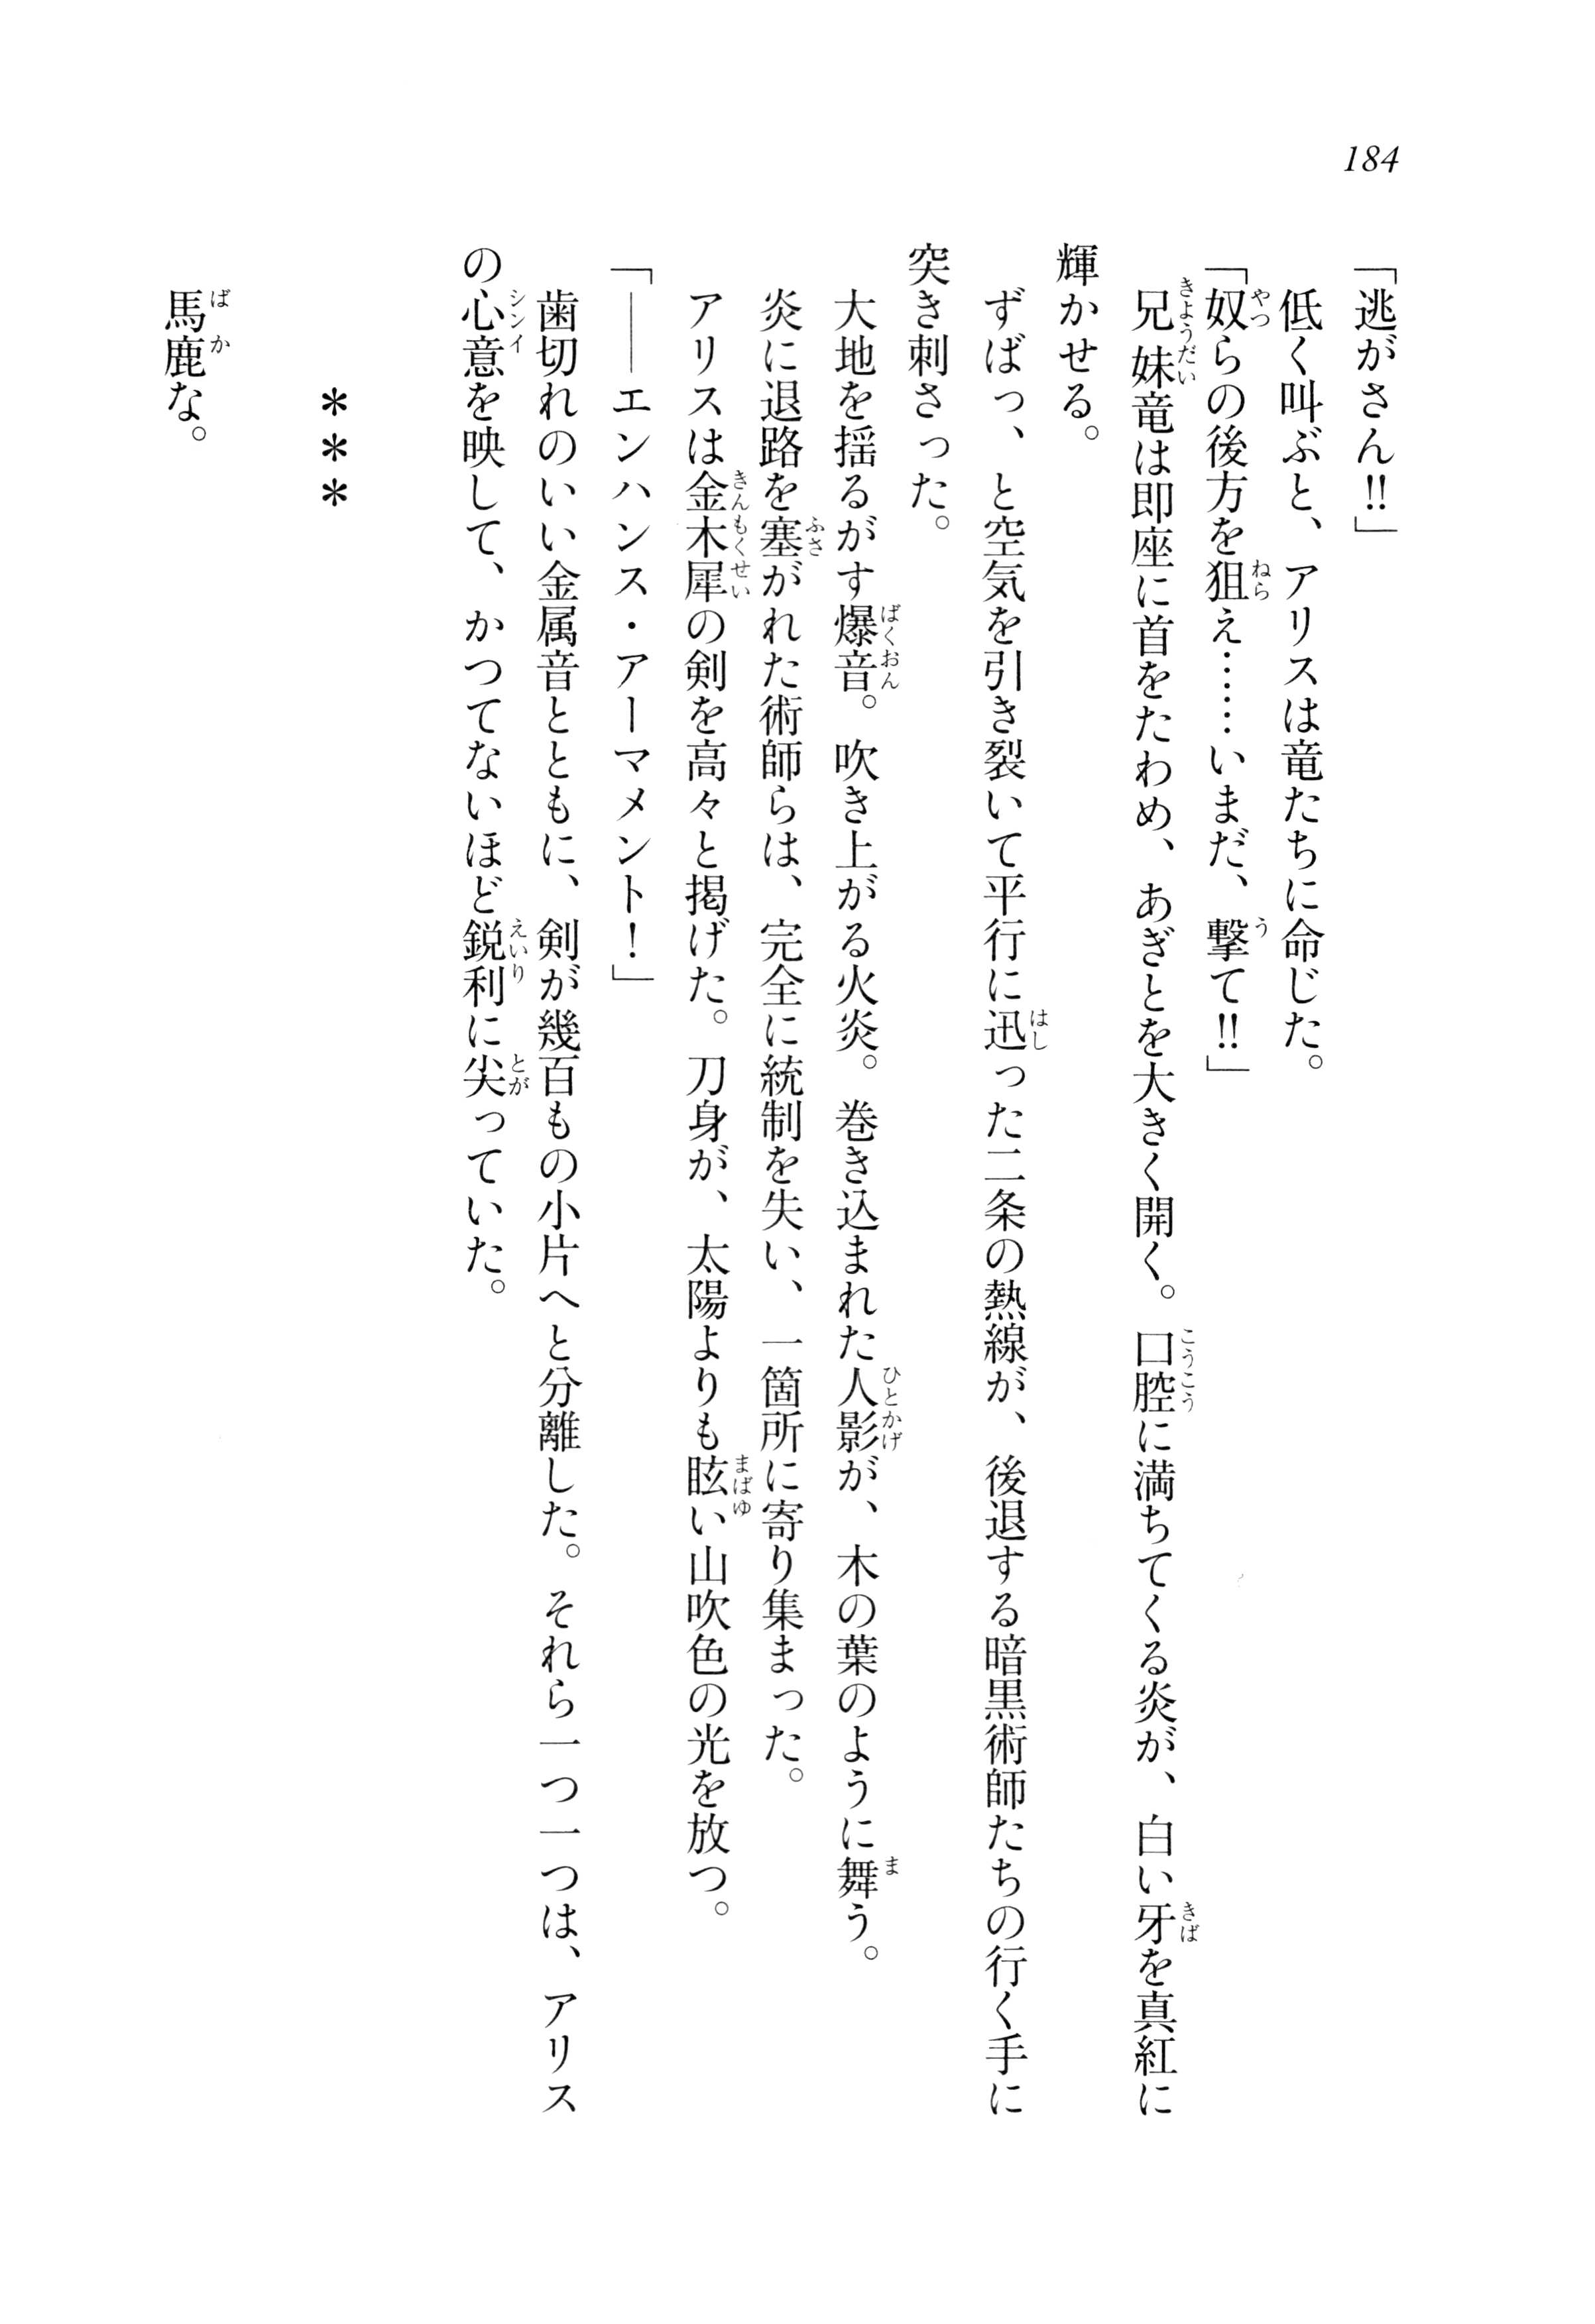 184
「逃がさん!!」
低く叫ぶと、アリスは竜たちに命じた。
「奴らの後方を狙え……いまだ、撃て!!」
兄妹竜は即座に首をたわめ、あぎとを大きく開く。口腔に満ちてくる炎が、白い牙を真紅に
輝かせる。
ずばっ、と空気を引き裂いて平行に迅った二条の熱線が、後退する暗黒術師たちの行く手に
突き刺さった。
大地を揺るがす爆音。吹き上がる火炎。巻き込まれた人影が、木の葉のように舞う。
炎に退路を塞がれた術師らは、完全に統制を失い、一箇所に寄り集まった。
アリスは金木犀の剣を高々と掲げた。刀身が、太陽よりも眩い山吹色の光を放つ。
「――エンハンス・アーマメント!」
歯切れのいい金属音とともに、剣が幾百もの小片へと分離した。それら一つ一つは、アリス
の心意を映して、かつてないほど鋭利に尖っていた。
＊＊＊
馬鹿な。